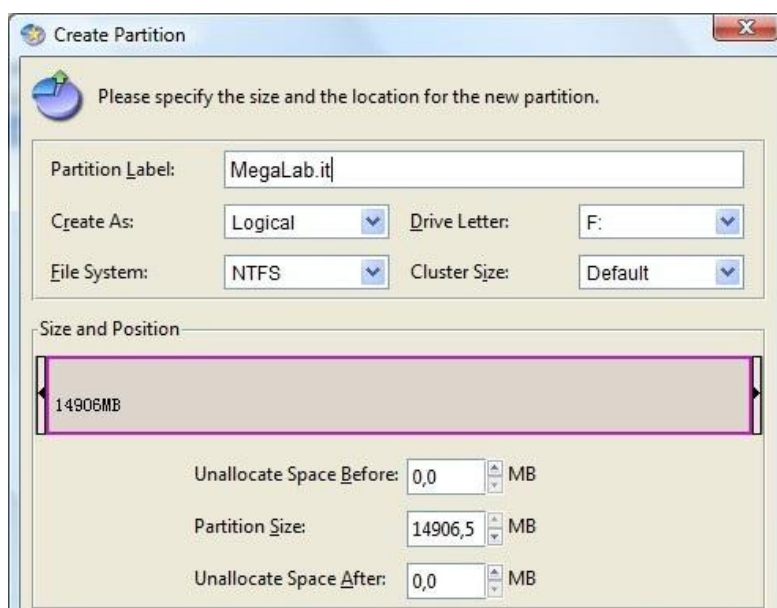 Create Partition
Please specify the size and the location for the new partition.
Partition Label: MegaLab.it
Create As: Logical Drive Letter: F:
File System: NTFS Cluster Size: Default
Size and Position
14906MB
Unallocate Space Before: 0,0 MB
Partition Size: 14906,5 MB
Unallocate Space After: 0,0 MB